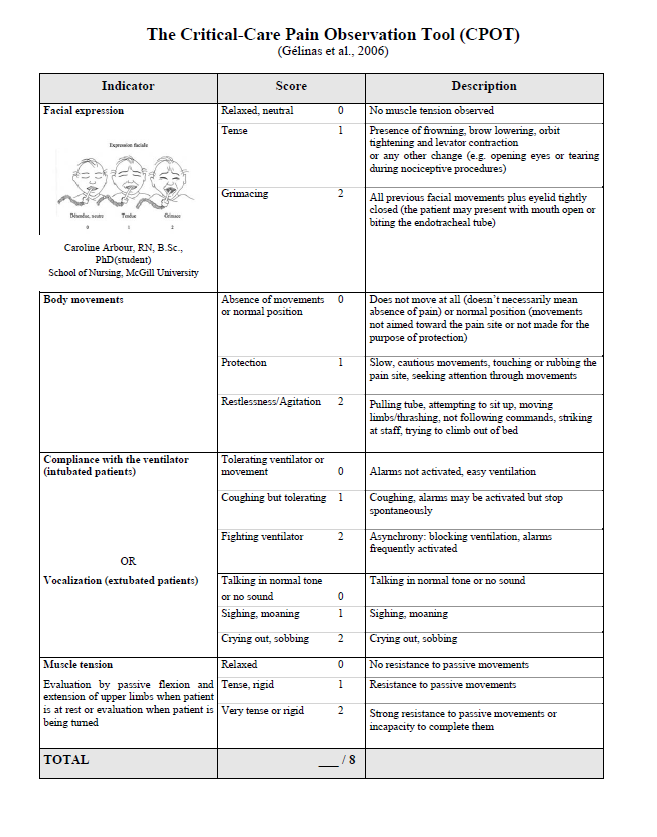 The Critical-Care Pain Observation Tool (CPOT)
(Gélinas et al., 2006)
Indicator Score Description
Facial expression
Expression faciale
Détendue, neutre Tendue Grimace
0 1 2
Caroline Arbour, RN, B.Sc.,
PhD(student)
School of Nursing, McGill University
Relaxed, neutral 0 No muscle tension observed
Tense 1 Presence of frowning, brow lowering, orbit
tightening and levator contraction
or any other change (e.g. opening eyes or tearing
during nociceptive procedures)
Grimacing 2 All previous facial movements plus eyelid tightly
closed (the patient may present with mouth open or
biting the endotracheal tube)
Body movements
Absence of movements 0 Does not move at all (doesn’t necessarily mean
or normal position absence of pain) or normal position (movements
not aimed toward the pain site or not made for the
purpose of protection)
Protection 1 Slow, cautious movements, touching or rubbing the
pain site, seeking attention through movements
Restlessness/Agitation 2 Pulling tube, attempting to sit up, moving
limbs/thrashing, not following commands, striking
at staff, trying to climb out of bed
Compliance with the ventilator
(intubated patients)
Tolerating ventilator or
movement 0 Alarms not activated, easy ventilation
Coughing but tolerating 1 Coughing, alarms may be activated but stop
spontaneously
Fighting ventilator 2 Asynchrony: blocking ventilation, alarms
frequently activated
OR
Vocalization (extubated patients)
Talking in normal tone Talking in normal tone or no sound
or no sound 0
Sighing, moaning 1 Sighing, moaning
Crying out, sobbing 2 Crying out, sobbing
Muscle tension
Evaluation by passive flexion and
extension of upper limbs when patient
is at rest or evaluation when patient is
being turned
Relaxed 0 No resistance to passive movements
Tense, rigid 1 Resistance to passive movements
Very tense or rigid 2 Strong resistance to passive movements or
incapacity to complete them
TOTAL ___ / 8